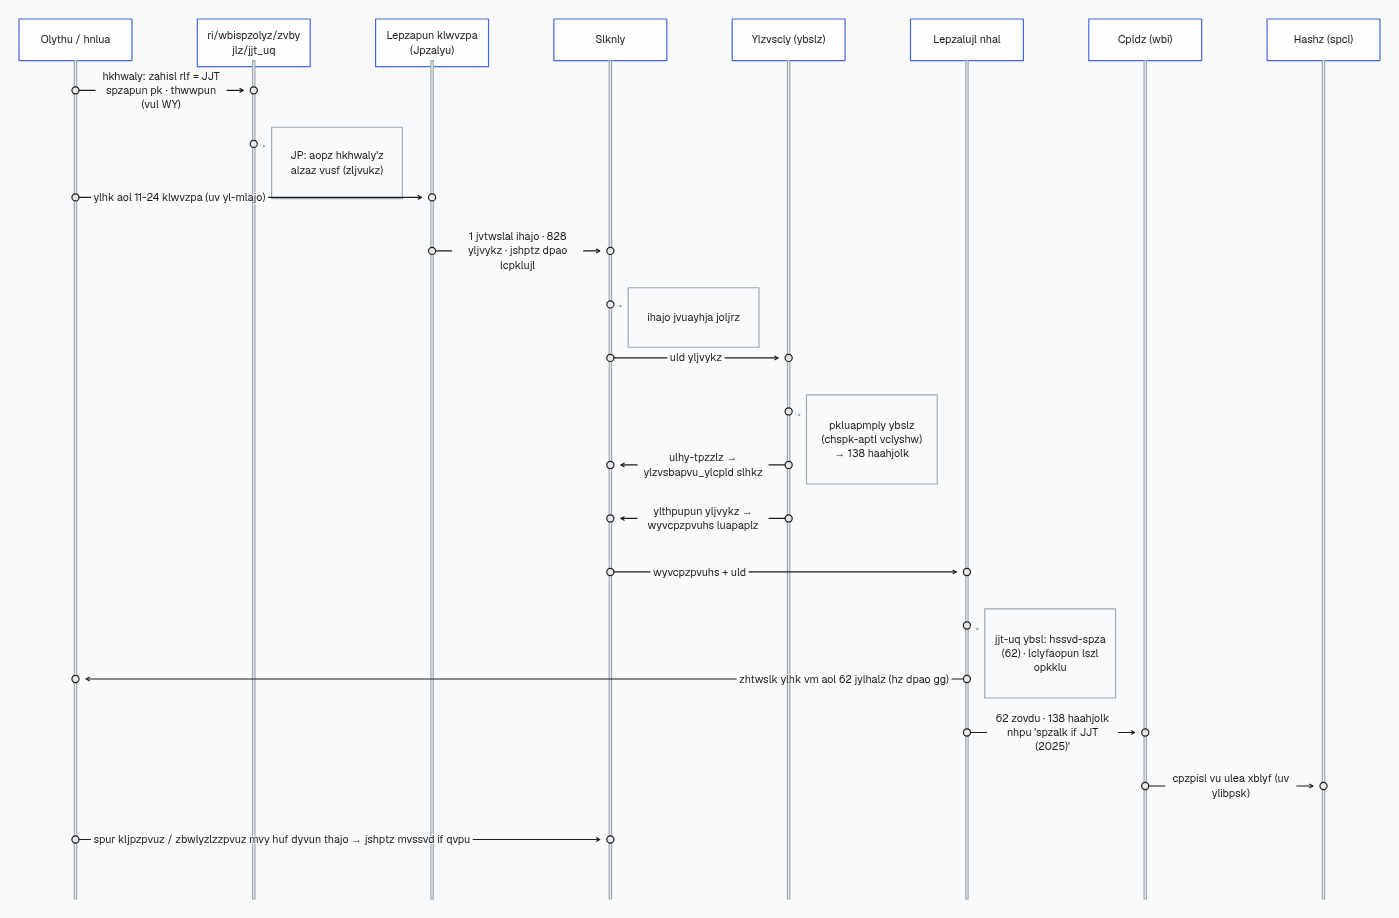 Olythu / hnlua
ri/wbispzolyz/zvby
jlz/jjt_uq
Lepzapun klwvzpa
(Jpzalyu)
Slknly
Ylzvscly (ybslz)
Lepzalujl nhal
Cpldz (wbi)
Hashz (spcl)
hkhwaly: zahisl rlf = JJT
spzapun pk · thwwpun
(vul WY)
JP: aopz hkhwaly'z
alzaz vusf (zljvukz)
ylhk aol 11-24 klwvzpa (uv yl-mlajo)
1 jvtwslal ihajo · 828
yljvykz · jshptz dpao
lcpklujl
ihajo jvuayhja joljrz
uld yljvykz
pkluapmply ybslz
(chspk-aptl vclyshw)
→ 138 haahjolk
ulhy-tpzzlz →
ylzvsbapvu_ylcpld slhkz
ylthpupun yljvykz →
wyvcpzpvuhs luapaplz
wyvcpzpvuhs + uld
jjt-uq ybsl: hssvd-spza
(62) · lclyfaopun lszl
opkklu
zhtwslk ylhk vm aol 62 jylhalz (hz dpao gg)
62 zovdu · 138 haahjolk
nhpu 'spzalk if JJT
(2025)'
cpzpisl vu ulea xblyf (uv
ylibpsk)
spur kljpzpvuz / zbwlyzlzzpvuz mvy huf dyvun thajo → jshptz mvssvd if qvpu